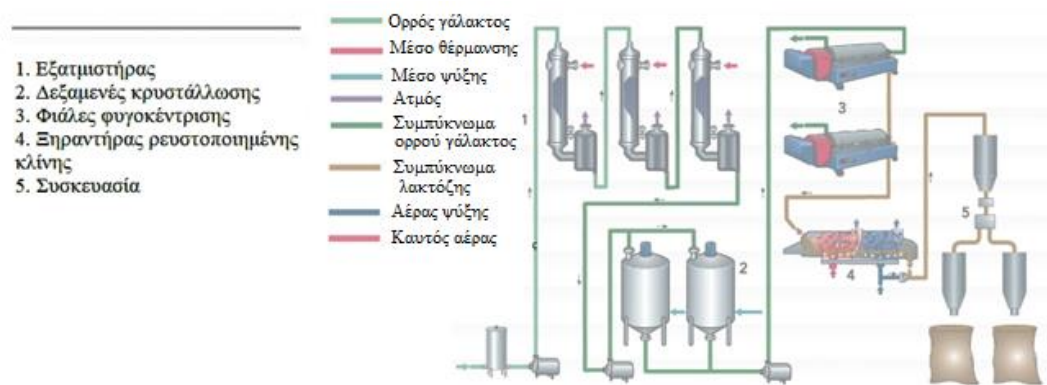 1. Εξατμιστήρας
2. Δεξαμενές κρυστάλλωσης
3. Φιάλες φυγοκέντρισης
4. Ξηραντήρας ρευστοποιημένης
κλίνης
5. Συσκευασία
Ορρός γάλακτος
Μέσο θέρμανσης
Μέσο ψύξης
Ατμός
Συμπύκνωμα
ορρού γάλακτος
Συμπύκνωμα
λακτόζης
Αέρας ψύξης
Καυτός αέρας
1
2
3
4
5